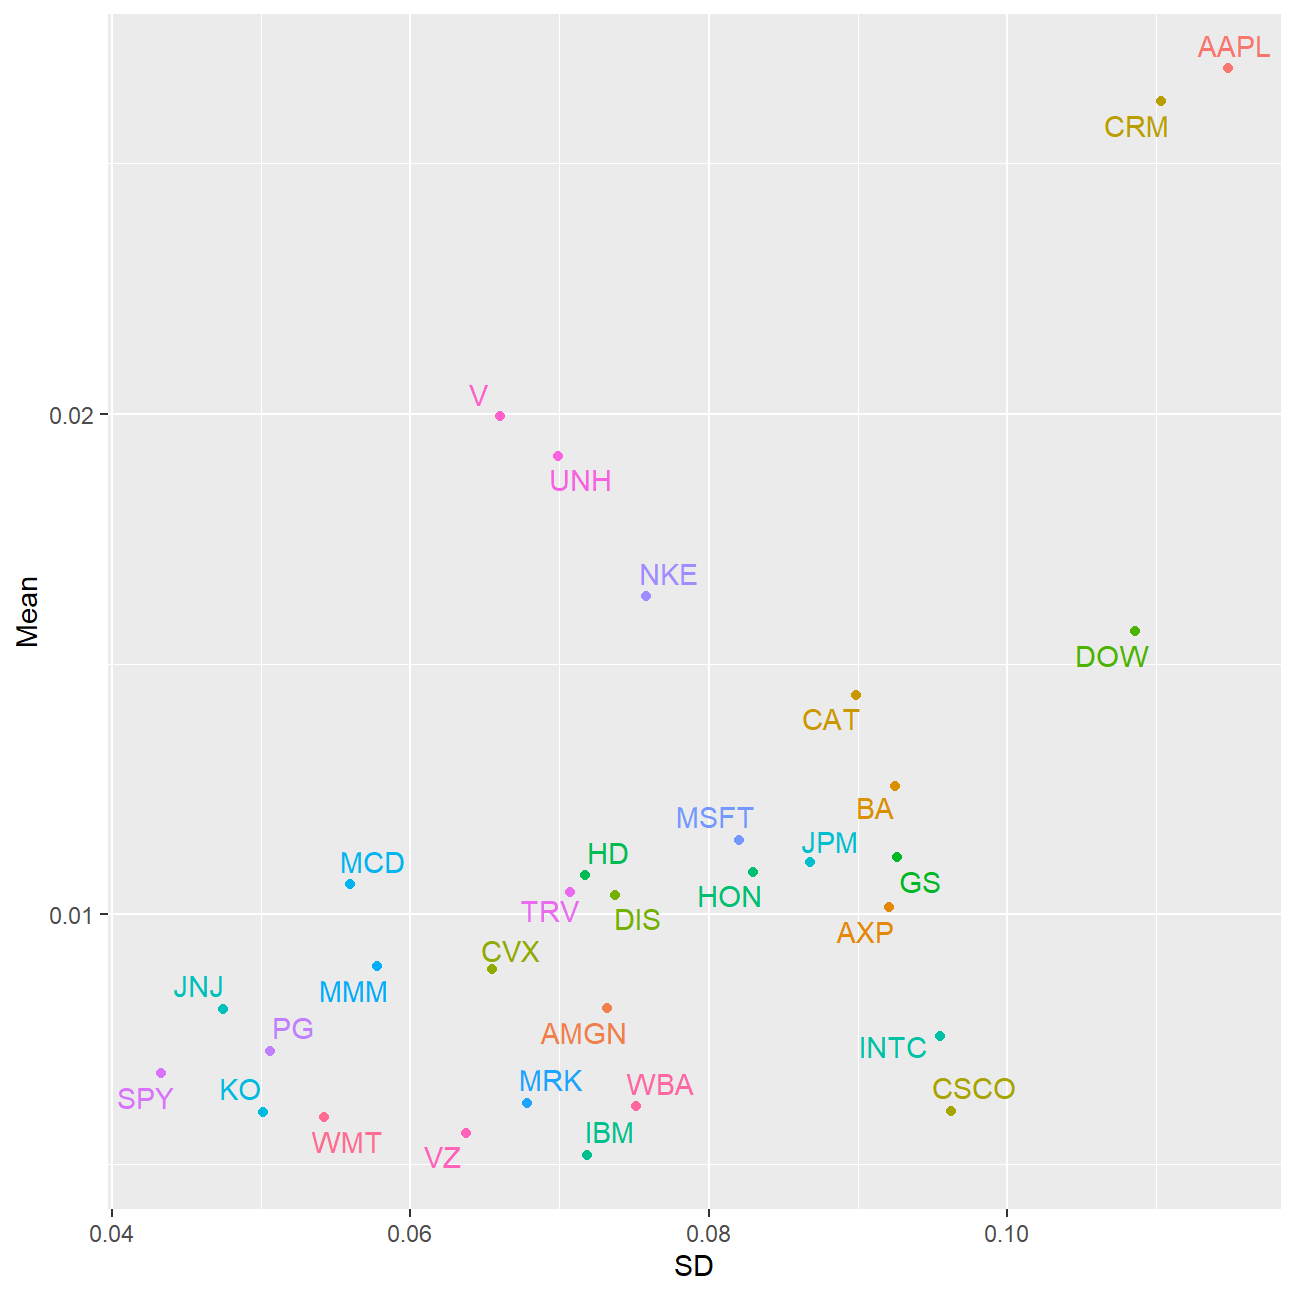 AAPL
CRM
V
0.02
UNH
NKE
Mean
DOW
CAT
BA
MSFT
JPM
HD
MCD
GS
HON
TRV
0.01
DIS
AXP
CVX
JNJ
MMM
PG
AMGN
INTC
MRK
WBA
KO
CSCO
SPY
IBM
WMT
VZ
0.04
0.06
0.08
0.10
SD